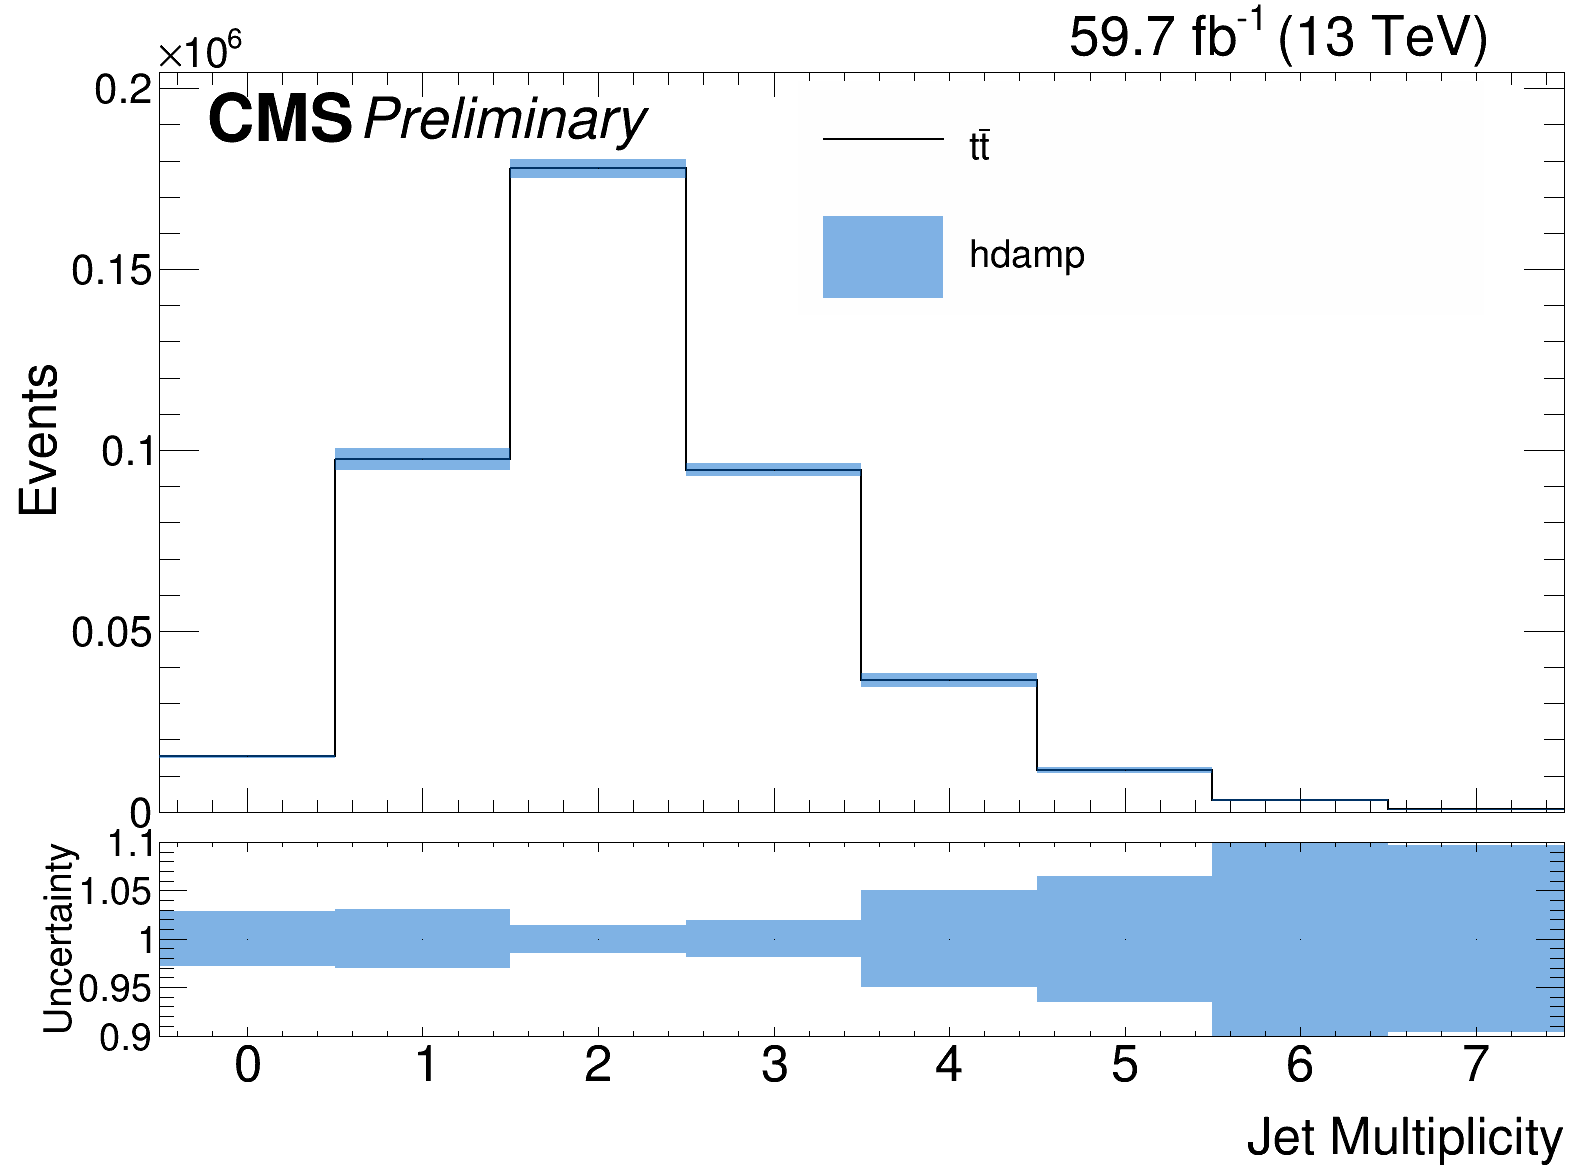 ×10⁶
59.7 fb⁻¹ (13 TeV)
CMS Preliminary
tt̄
hdamp
Events
0.2
0.15
0.1
0.05
0
Uncertainty
1.1
1.05
1
0.95
0.9
0 1 2 3 4 5 6 7
Jet Multiplicity